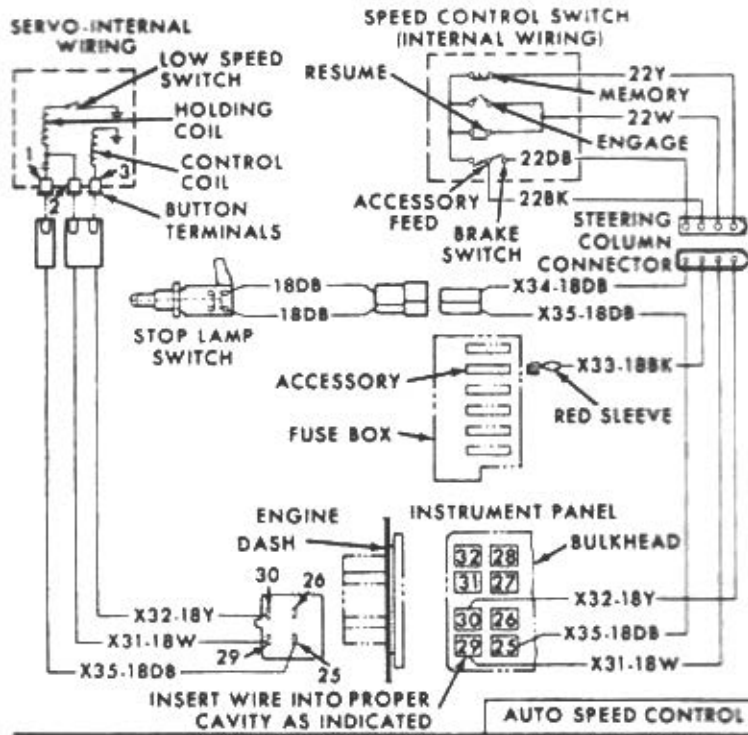 SERVO-INTERNAL
WIRING
LOW SPEED
SWITCH
HOLDING
COIL
CONTROL
COIL
BUTTON
TERMINALS
1
2
3
SPEED CONTROL SWITCH
(INTERNAL WIRING)
RESUME
22Y
MEMORY
22W
ENGAGE
22DB
22BK
ACCESSORY
FEED
BRAKE
SWITCH
STEERING
COLUMN
CONNECTOR
18DB
18DB
STOP LAMP
SWITCH
X34-18DB
X35-18DB
X33-18BK
RED SLEEVE
ACCESSORY
FUSE BOX
ENGINE
DASH
INSTRUMENT PANEL
BULKHEAD
32 28
31 27
30 26
29 25
X32-18Y
X35-18DB
X31-18W
30 26
29 25
X32-18Y
X31-18W
X35-18DB
INSERT WIRE INTO PROPER
CAVITY AS INDICATED
AUTO SPEED CONTROL